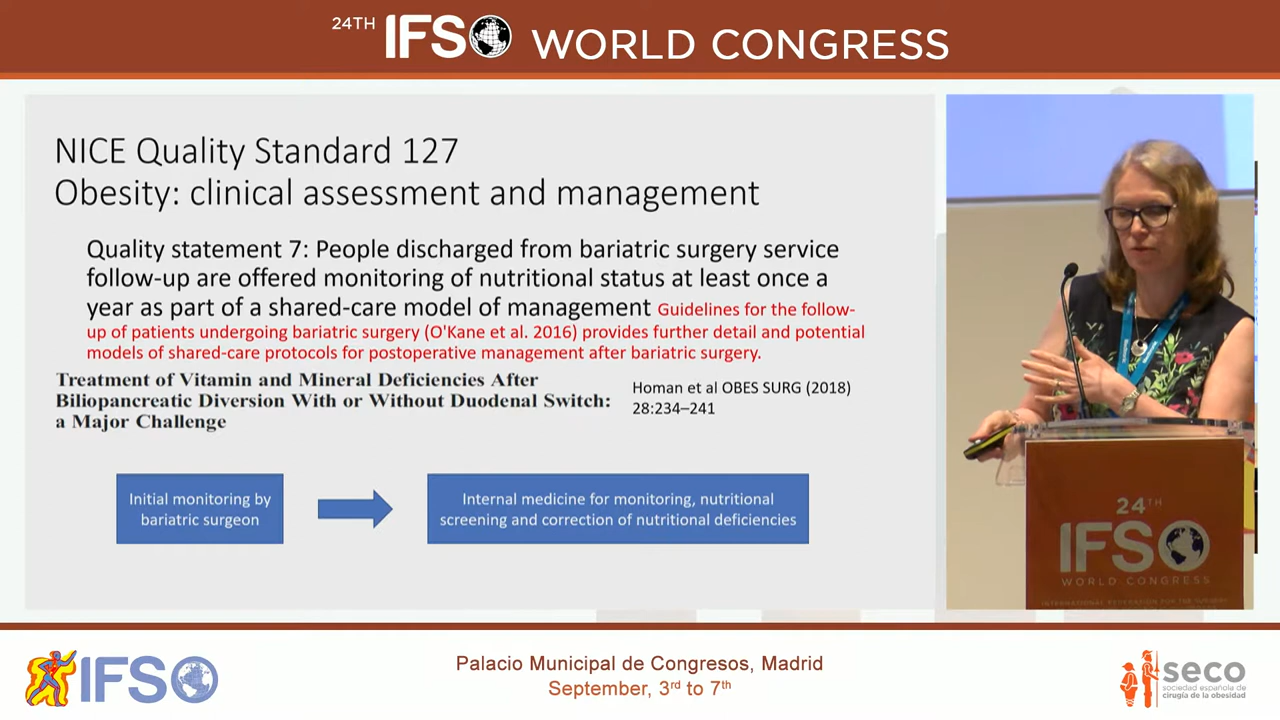 24TH IFSO WORLD CONGRESS
NICE Quality Standard 127
Obesity: clinical assessment and management
Quality statement 7: People discharged from bariatric surgery service
follow-up are offered monitoring of nutritional status at least once a
year as part of a shared-care model of management Guidelines for the follow-
up of patients undergoing bariatric surgery (O'Kane et al. 2016) provides further detail and potential
models of shared-care protocols for postoperative management after bariatric surgery.
Treatment of Vitamin and Mineral Deficiencies After
Biliopancreatic Diversion With or Without Duodenal Switch:
a Major Challenge
Homan et al OBES SURG (2018)
28:234–241
Initial monitoring by
bariatric surgeon
Internal medicine for monitoring, nutritional
screening and correction of nutritional deficiencies
24TH
IFSO
WORLD CONGRESS
INTERNATIONAL FEDERATION FOR THE SURGERY
IFSO
Palacio Municipal de Congresos, Madrid
September, 3rd to 7th
seco
sociedad española de
cirugía de la obesidad